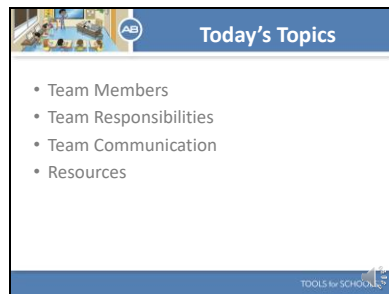 AB
Today's Topics
• Team Members
• Team Responsibilities
• Team Communication
• Resources
TOOLS for SCHOOLS